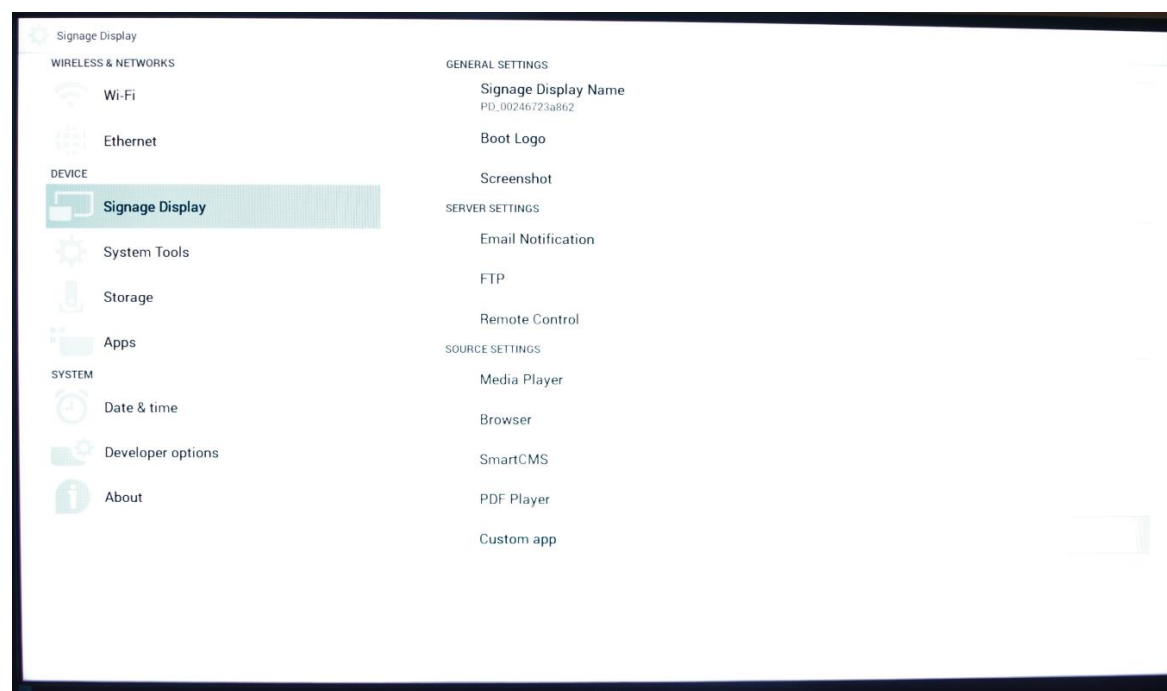 Signage Display
WIRELESS & NETWORKS
Wi-Fi
Ethernet
DEVICE
Signage Display
System Tools
Storage
Apps
SYSTEM
Date & time
Developer options
About
GENERAL SETTINGS
Signage Display Name
PD_00246723a862
Boot Logo
Screenshot
SERVER SETTINGS
Email Notification
FTP
Remote Control
SOURCE SETTINGS
Media Player
Browser
SmartCMS
PDF Player
Custom app